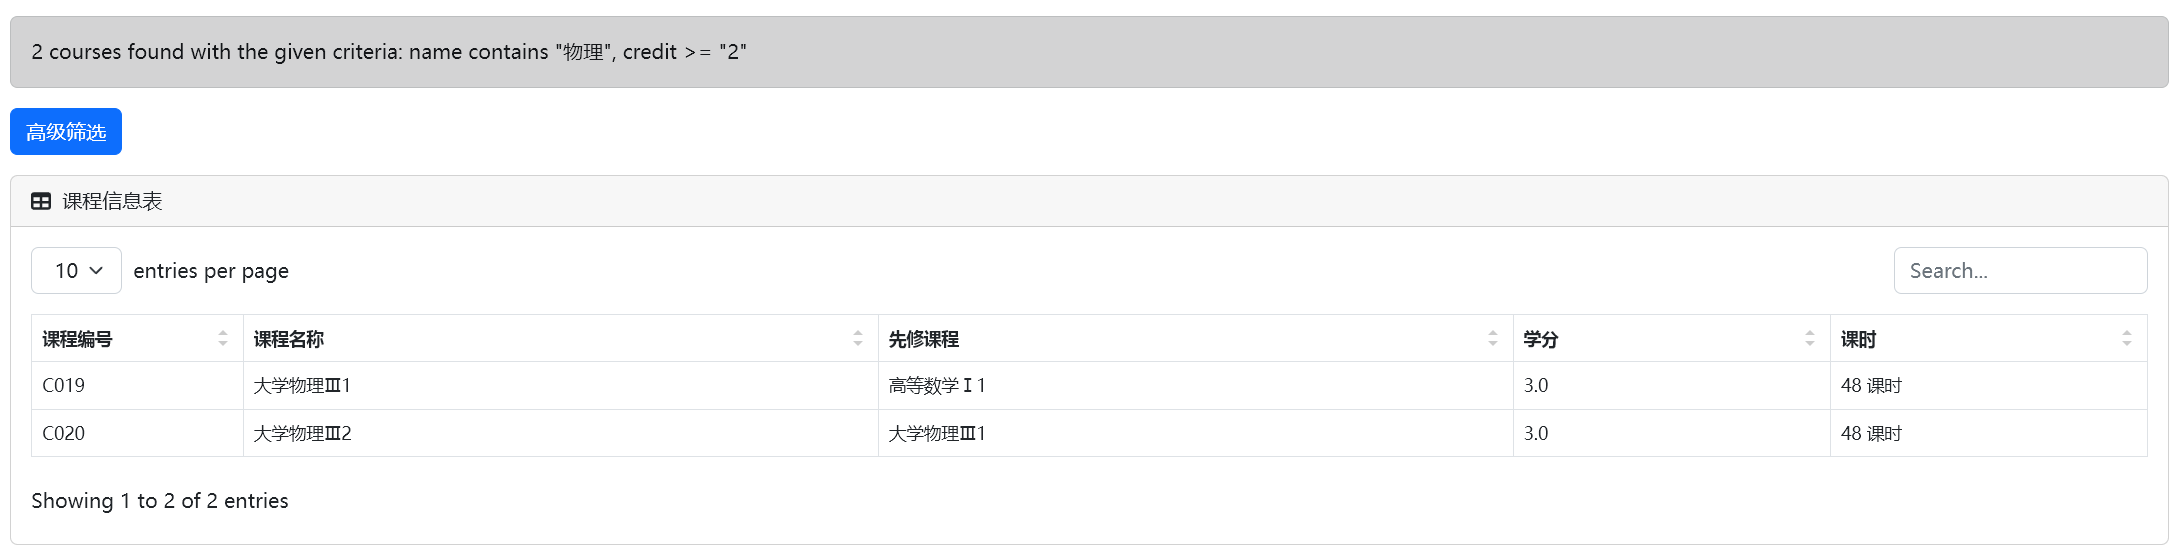 2 courses found with the given criteria: name contains "物理", credit >= "2"
高级筛选
课程信息表
10 entries per page Search...
课程编号 课程名称 先修课程 学分 课时
C019 大学物理Ⅲ1 高等数学Ⅰ1 3.0 48 课时
C020 大学物理Ⅲ2 大学物理Ⅲ1 3.0 48 课时
Showing 1 to 2 of 2 entries